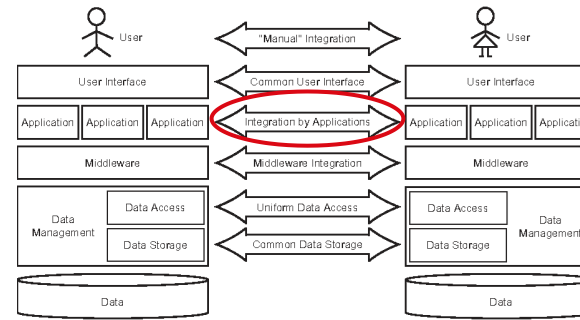 User "Manual" Integration User
User Interface Common User Interface User Interface
Application Application Application Integration by Applications Application Application Applicati
Middleware Middleware Integration Middleware
Data Access Uniform Data Access Data Access
Data Management Data Management
Data Storage Common Data Storage Data Storage
Data Data